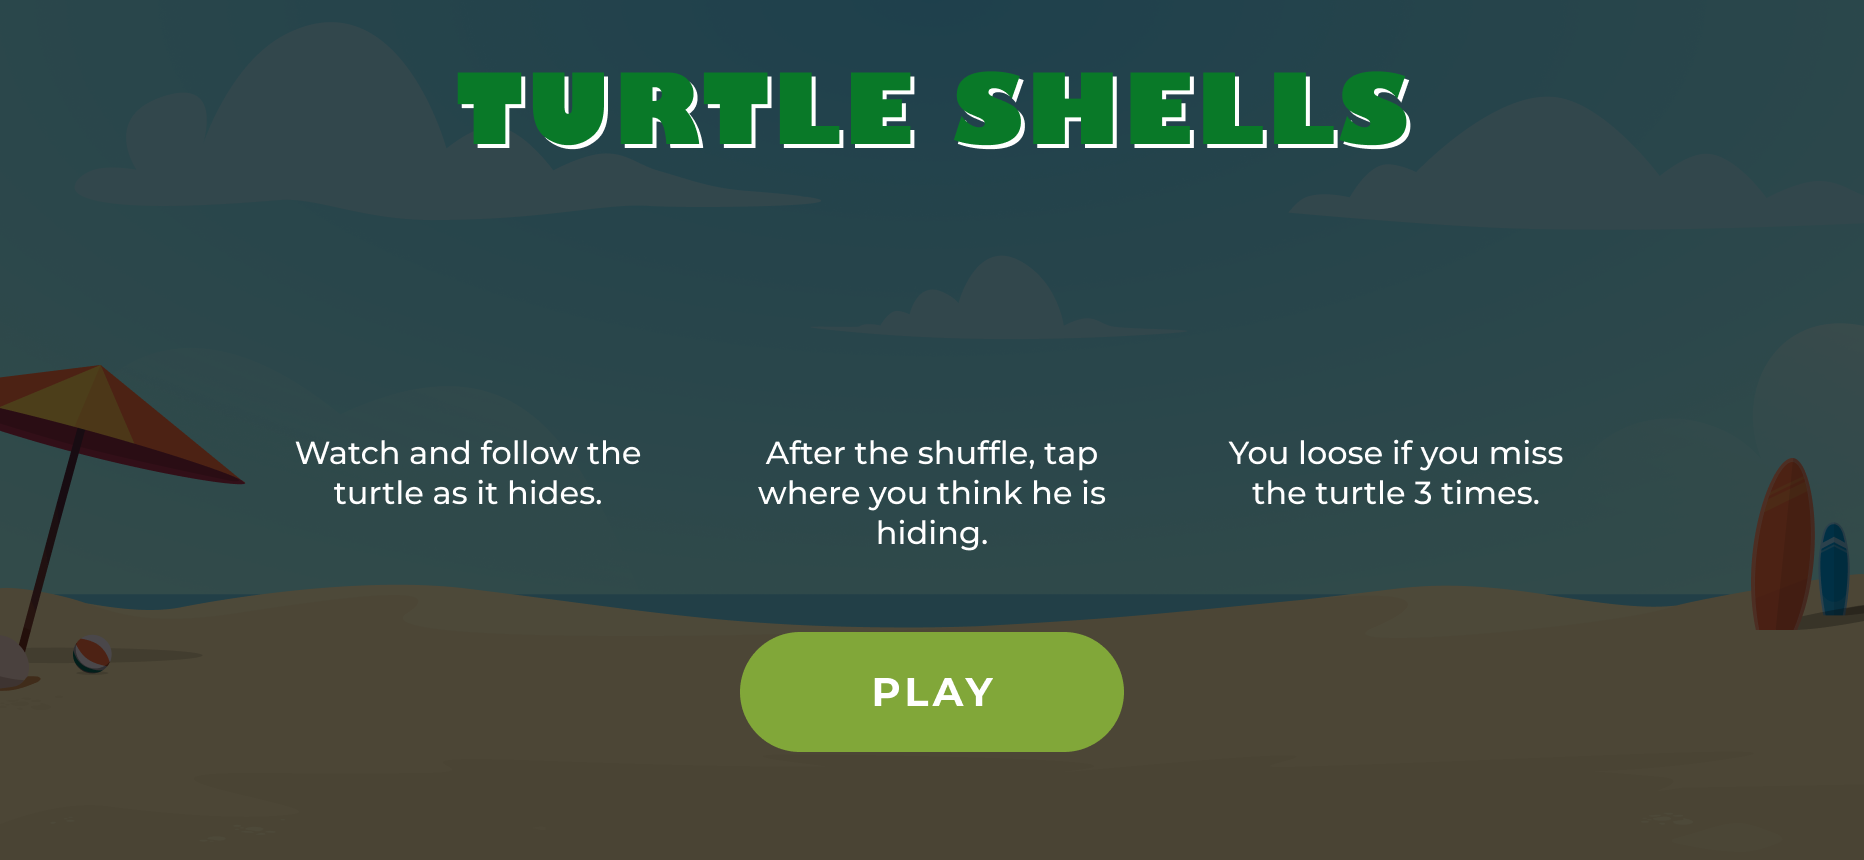 TURTLE SHELLS
Watch and follow the
turtle as it hides.
After the shuffle, tap
where you think he is
hiding.
You loose if you miss
the turtle 3 times.
PLAY